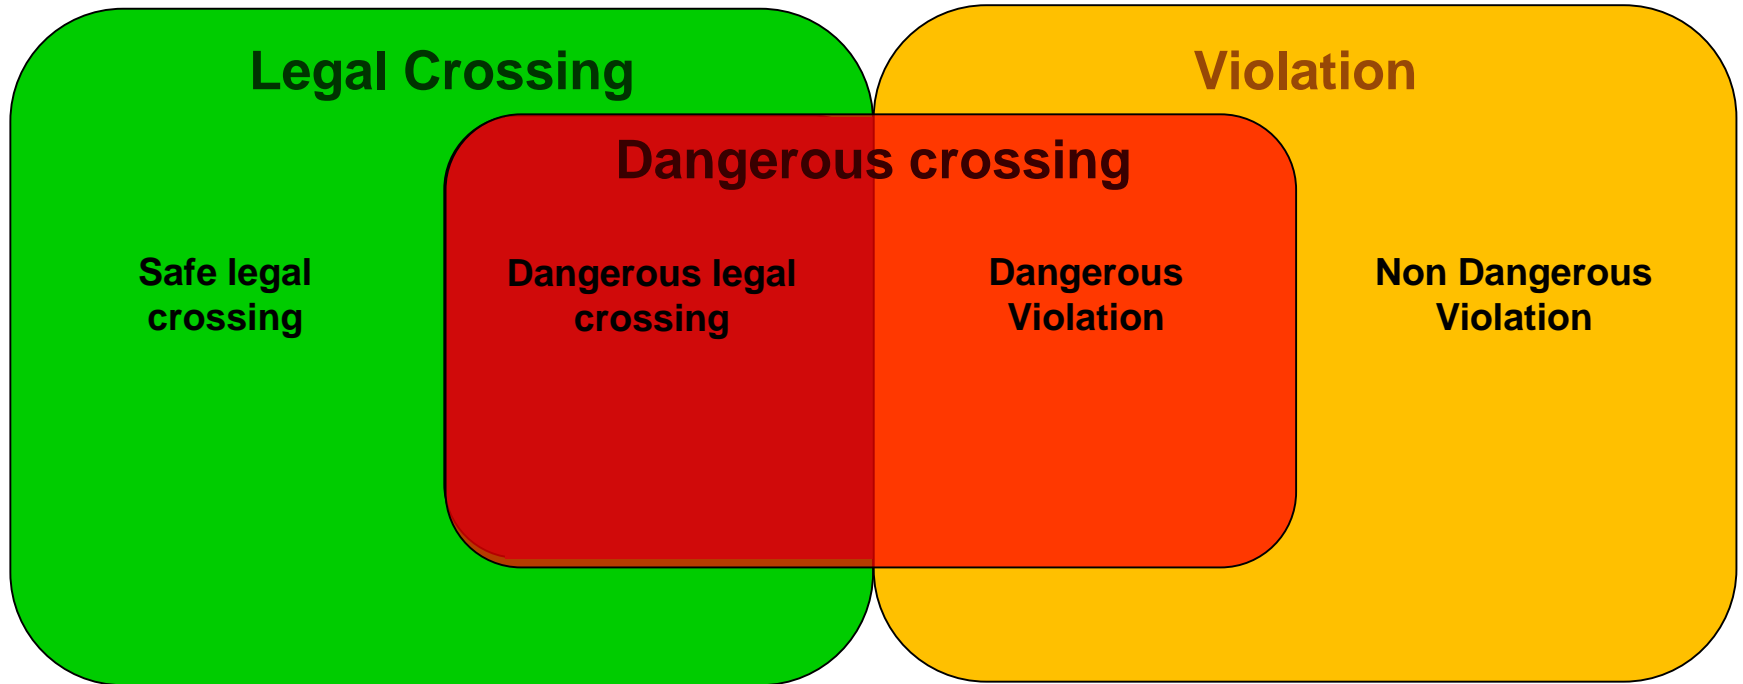 Legal Crossing
Violation
Dangerous crossing
Safe legal
crossing
Dangerous legal
crossing
Dangerous
Violation
Non Dangerous
Violation